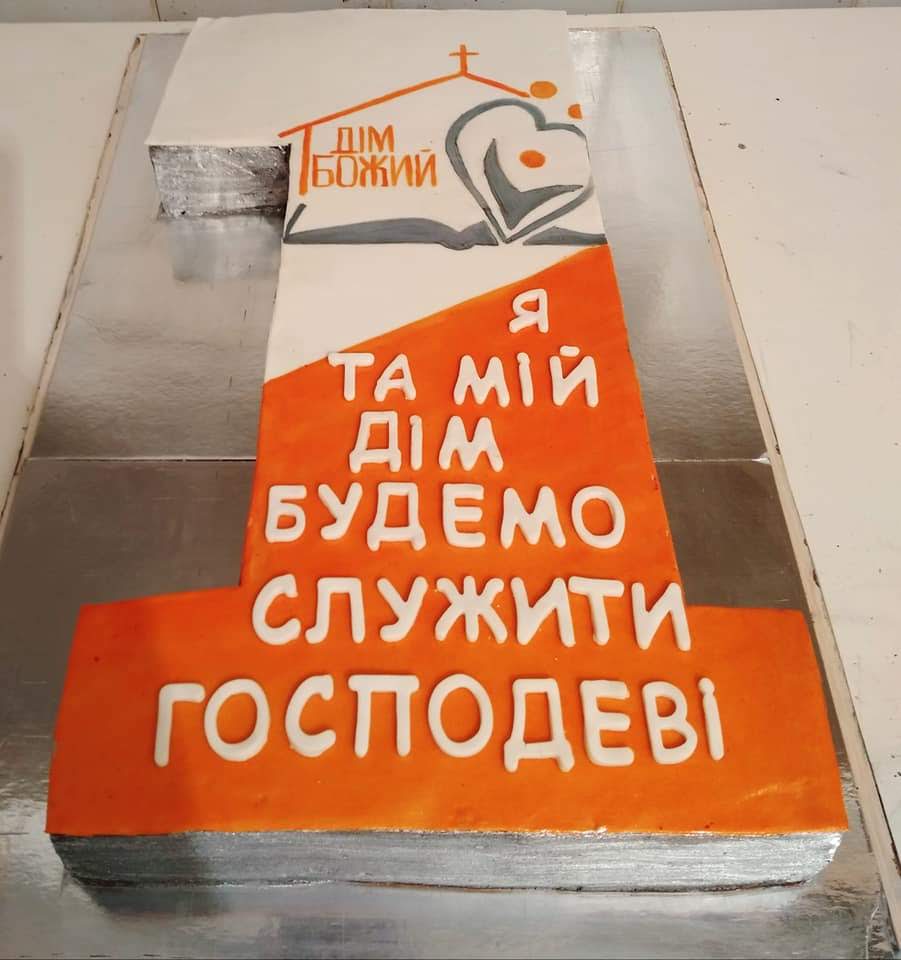 ДІМ
БОЖИЙ
Я
ТА МІЙ
ДІМ
БУДЕМО
СЛУЖИТИ
ГОСПОДЕВІ